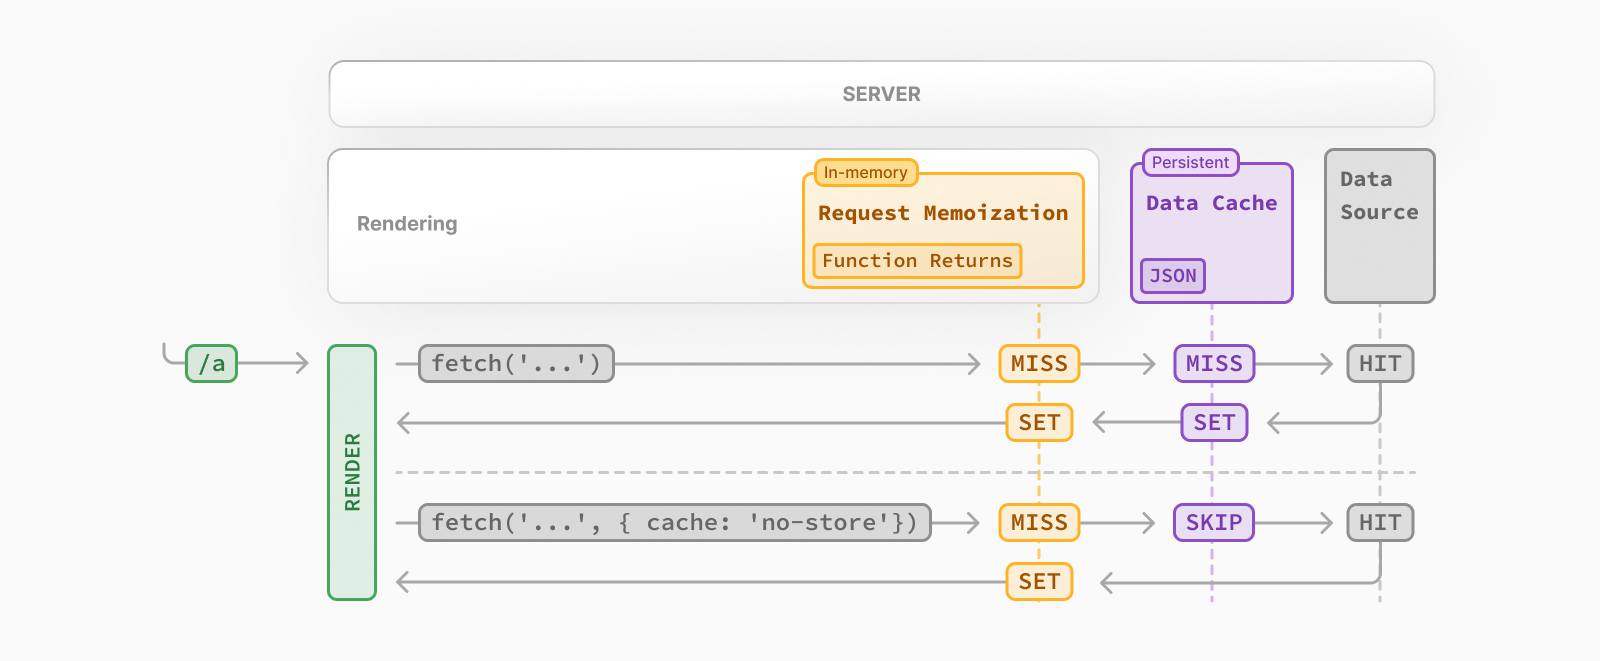 SERVER
In-memory
Persistent
Data
Source
Rendering
Request Memoization
Data Cache
Function Returns
JSON
/a
RENDER
fetch('...')
MISS
MISS
HIT
SET
SET
fetch('...', { cache: 'no-store'})
MISS
SKIP
HIT
SET